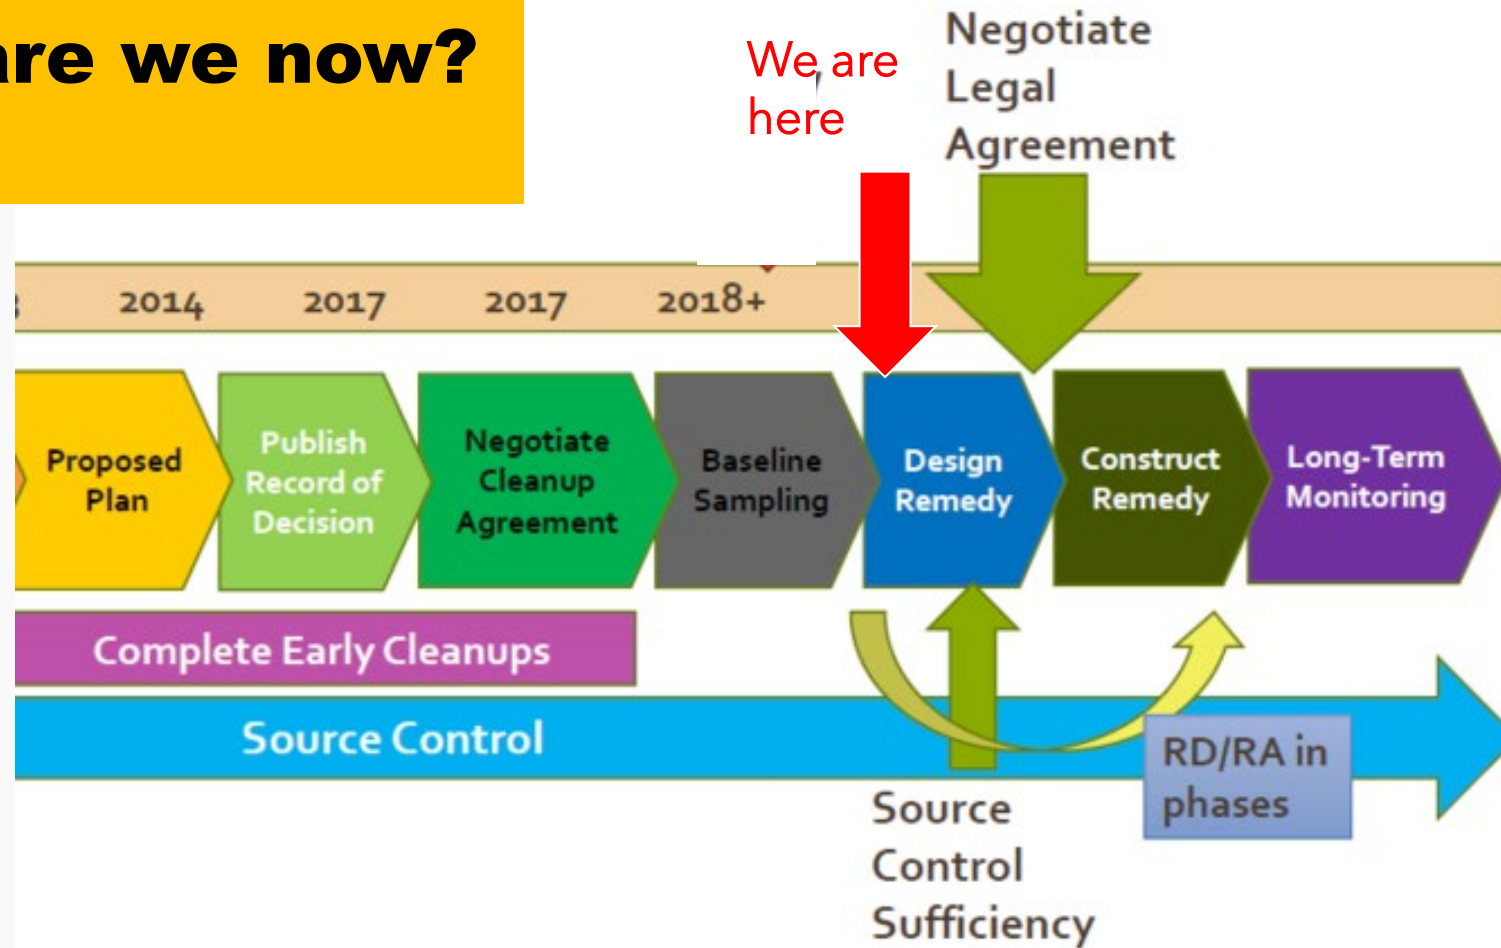 are we now?
We are
here
Negotiate
Legal
Agreement
2014 2017 2017 2018+
Proposed
Plan
Publish
Record of
Decision
Negotiate
Cleanup
Agreement
Baseline
Sampling
Design
Remedy
Construct
Remedy
Long-Term
Monitoring
Complete Early Cleanups
Source Control
RD/RA in
phases
Source
Control
Sufficiency